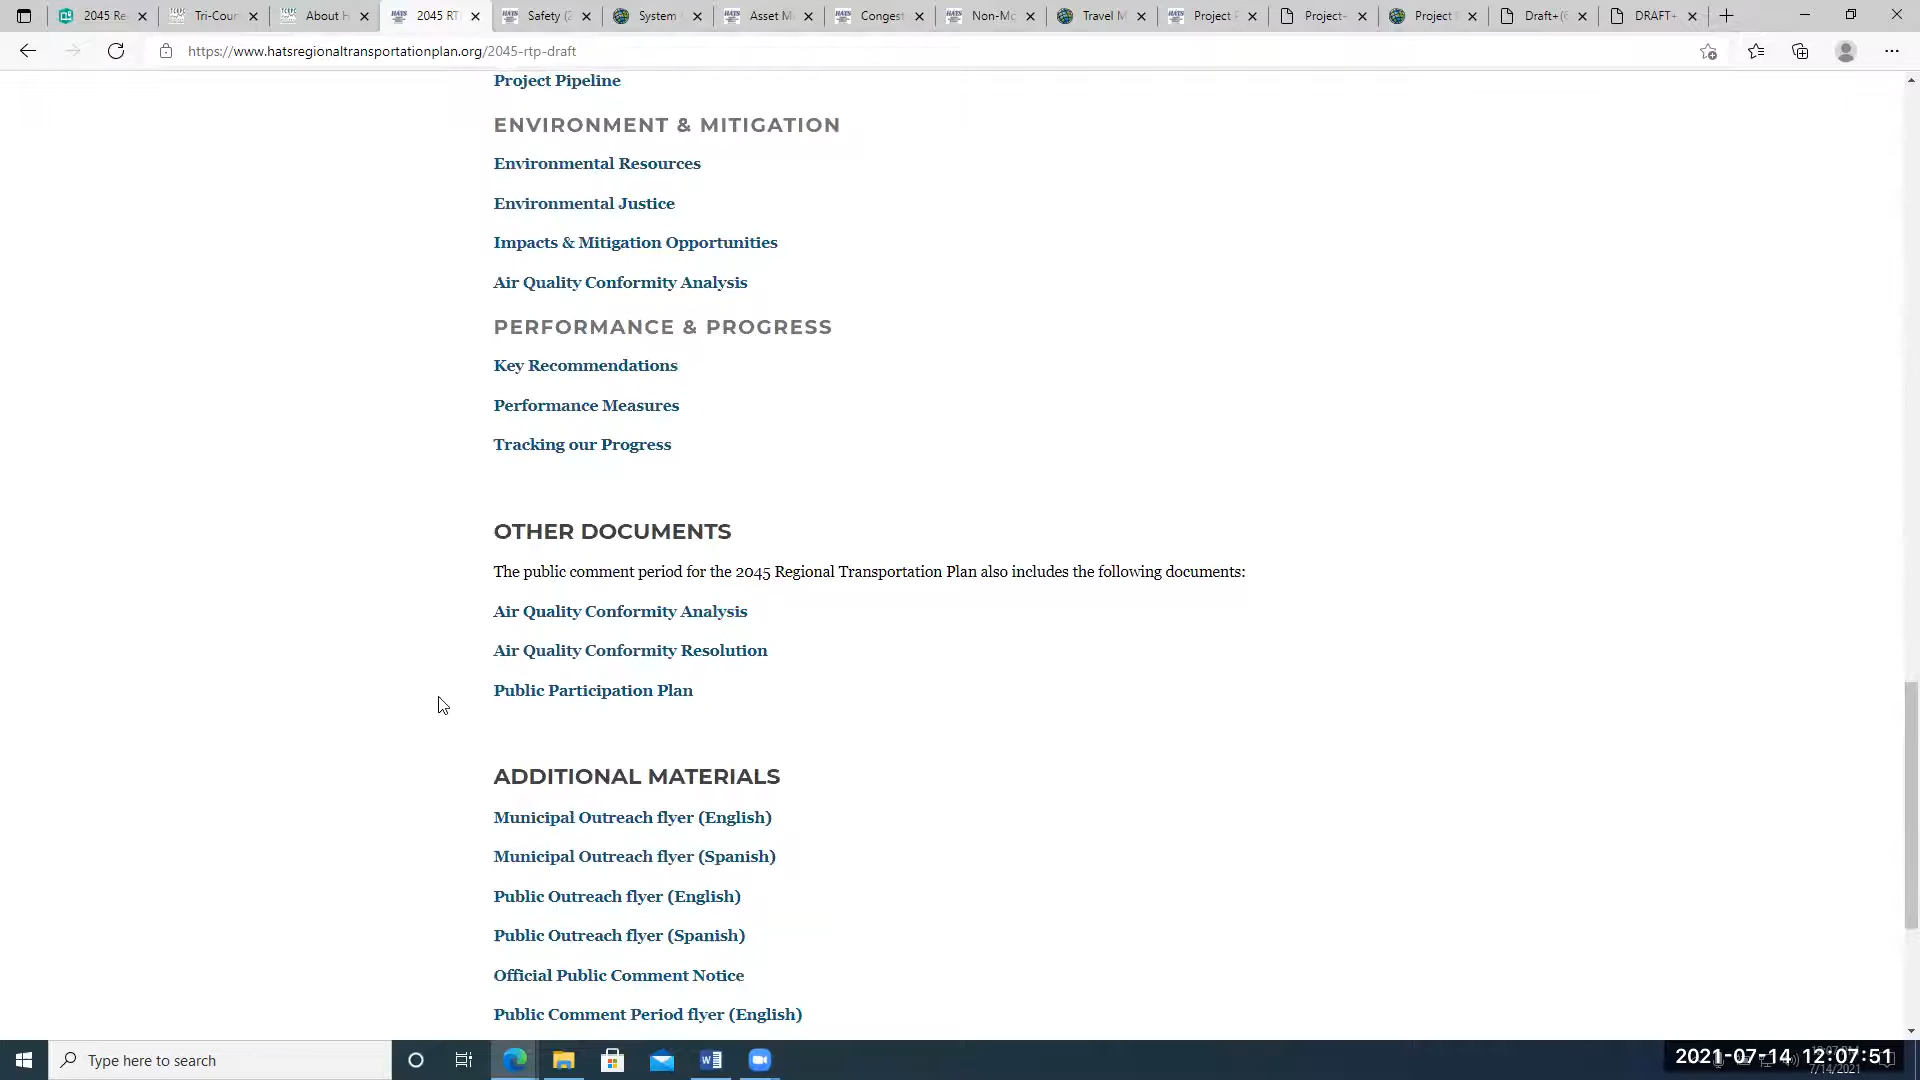 2045 Re
Tri-Coun
About H
2045 RT
Safety (2
System
Asset M
Congest
Non-Mo
Travel M
Project P
Project+
Project F
Draft+(6
DRAFT+
https://www.hatsregionaltransportationplan.org/2045-rtp-draft
Project Pipeline
ENVIRONMENT & MITIGATION
Environmental Resources
Environmental Justice
Impacts & Mitigation Opportunities
Air Quality Conformity Analysis
PERFORMANCE & PROGRESS
Key Recommendations
Performance Measures
Tracking our Progress
OTHER DOCUMENTS
The public comment period for the 2045 Regional Transportation Plan also includes the following documents:
Air Quality Conformity Analysis
Air Quality Conformity Resolution
Public Participation Plan
ADDITIONAL MATERIALS
Municipal Outreach flyer (English)
Municipal Outreach flyer (Spanish)
Public Outreach flyer (English)
Public Outreach flyer (Spanish)
Official Public Comment Notice
Public Comment Period flyer (English)
Type here to search
2021-07-14 12:07:51
7/14/2021